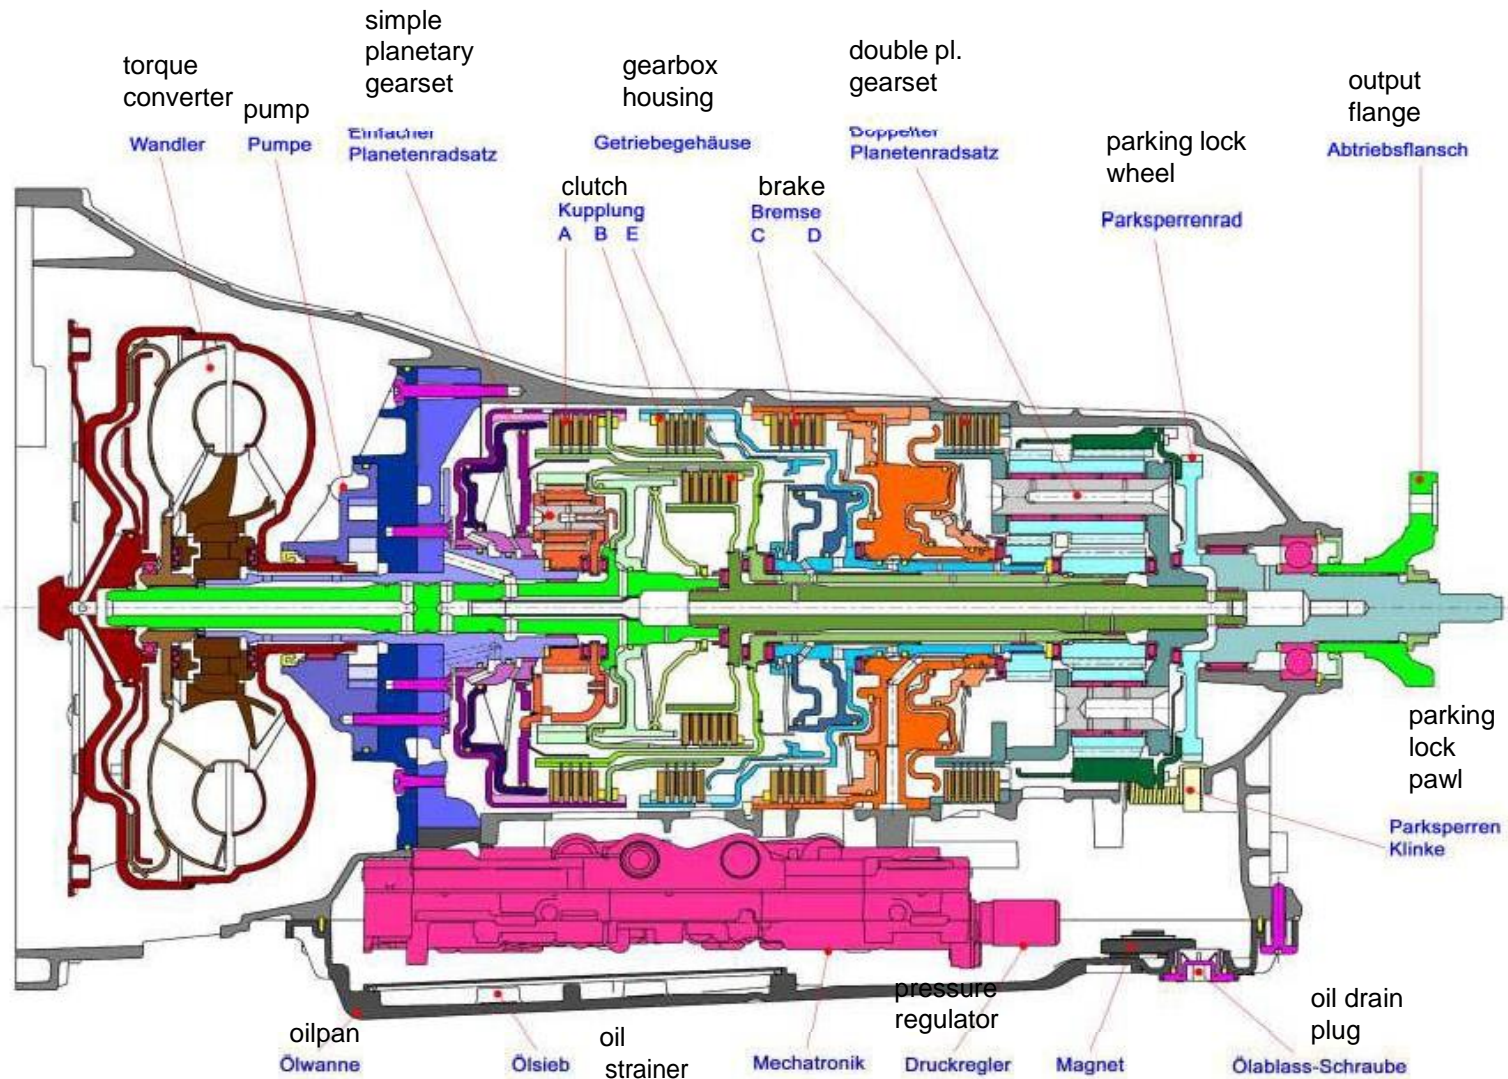 simple
planetary
gearset
torque
converter
pump
gearbox
housing
double pl.
gearset
output
flange
Wandler
Pumpe
Einfacher
Planetenradsatz
Getriebegehäuse
Doppelter
Planetenradsatz
parking lock
wheel
Abtriebsflansch
clutch
Kupplung
A B E
brake
Bremse
C D
Parksperrenrad
parking
lock
pawl
Parksperren
Klinke
oilpan
Ölwanne
Ölsieb
oil
strainer
Mechatronik
pressure
regulator
Druckregler
Magnet
oil drain
plug
Ölablass-Schraube